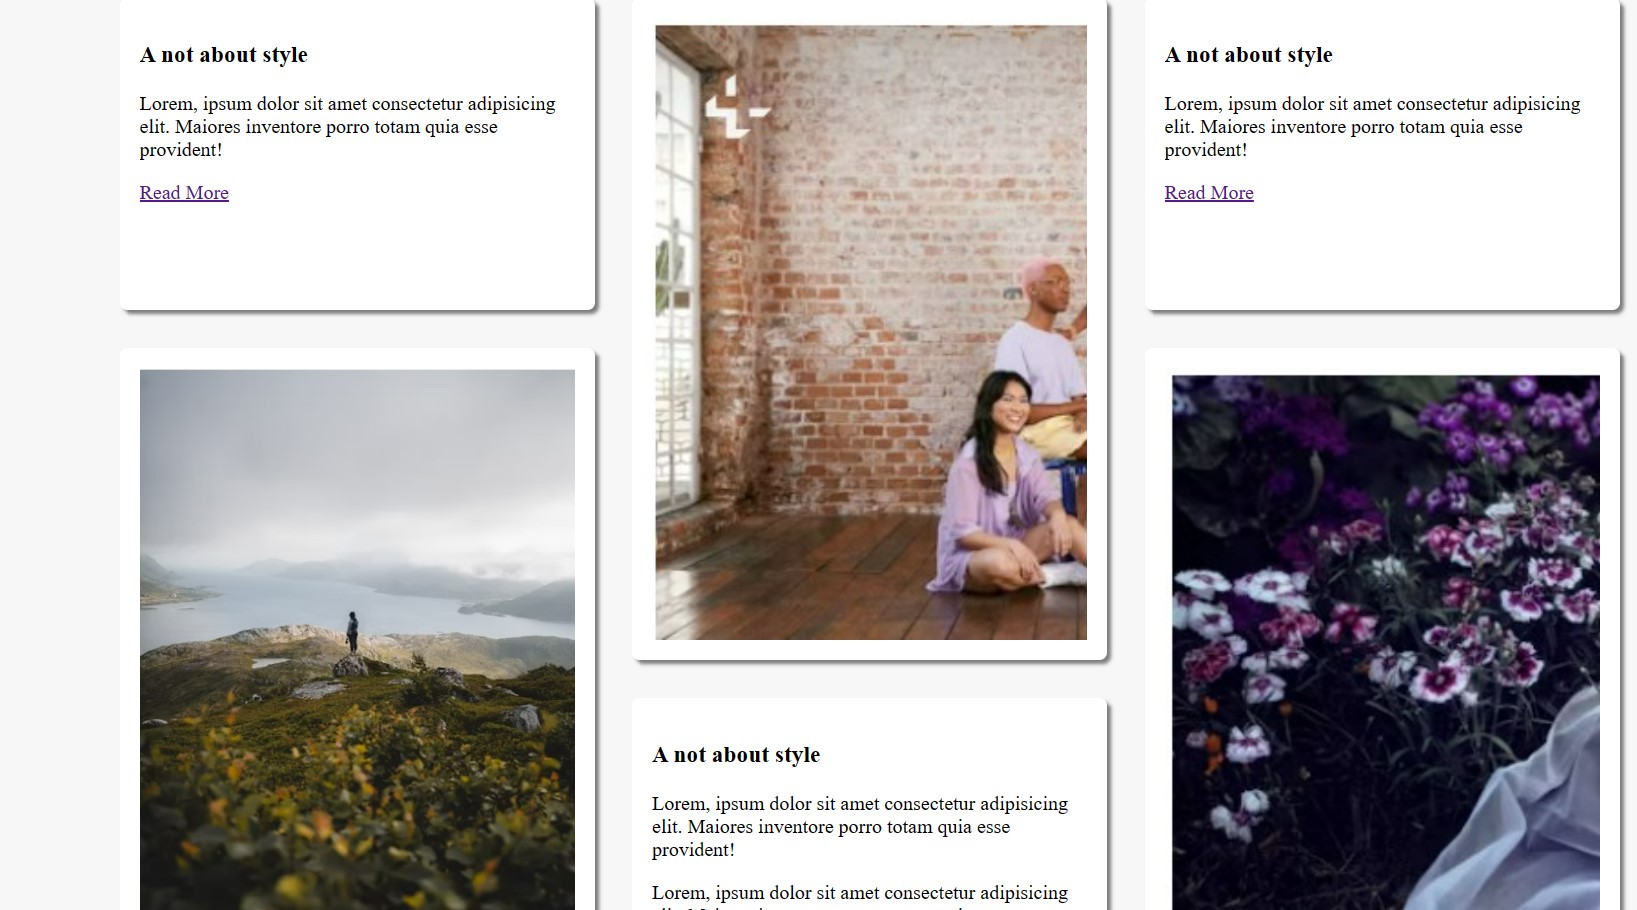 A not about style
Lorem, ipsum dolor sit amet consectetur adipisicing
elit. Maiores inventore porro totam quia esse
provident!
Read More
A not about style
Lorem, ipsum dolor sit amet consectetur adipisicing
elit. Maiores inventore porro totam quia esse
provident!
Lorem, ipsum dolor sit amet consectetur adipisicing
A not about style
Lorem, ipsum dolor sit amet consectetur adipisicing
elit. Maiores inventore porro totam quia esse
provident!
Read More